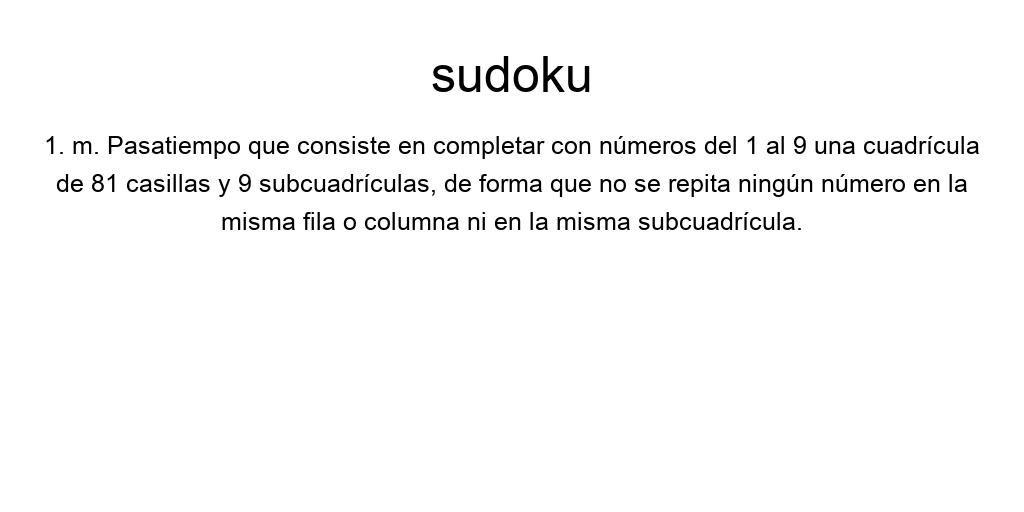 sudoku
1. m. Pasatiempo que consiste en completar con números del 1 al 9 una cuadrícula
de 81 casillas y 9 subcuadrículas, de forma que no se repita ningún número en la
misma fila o columna ni en la misma subcuadrícula.